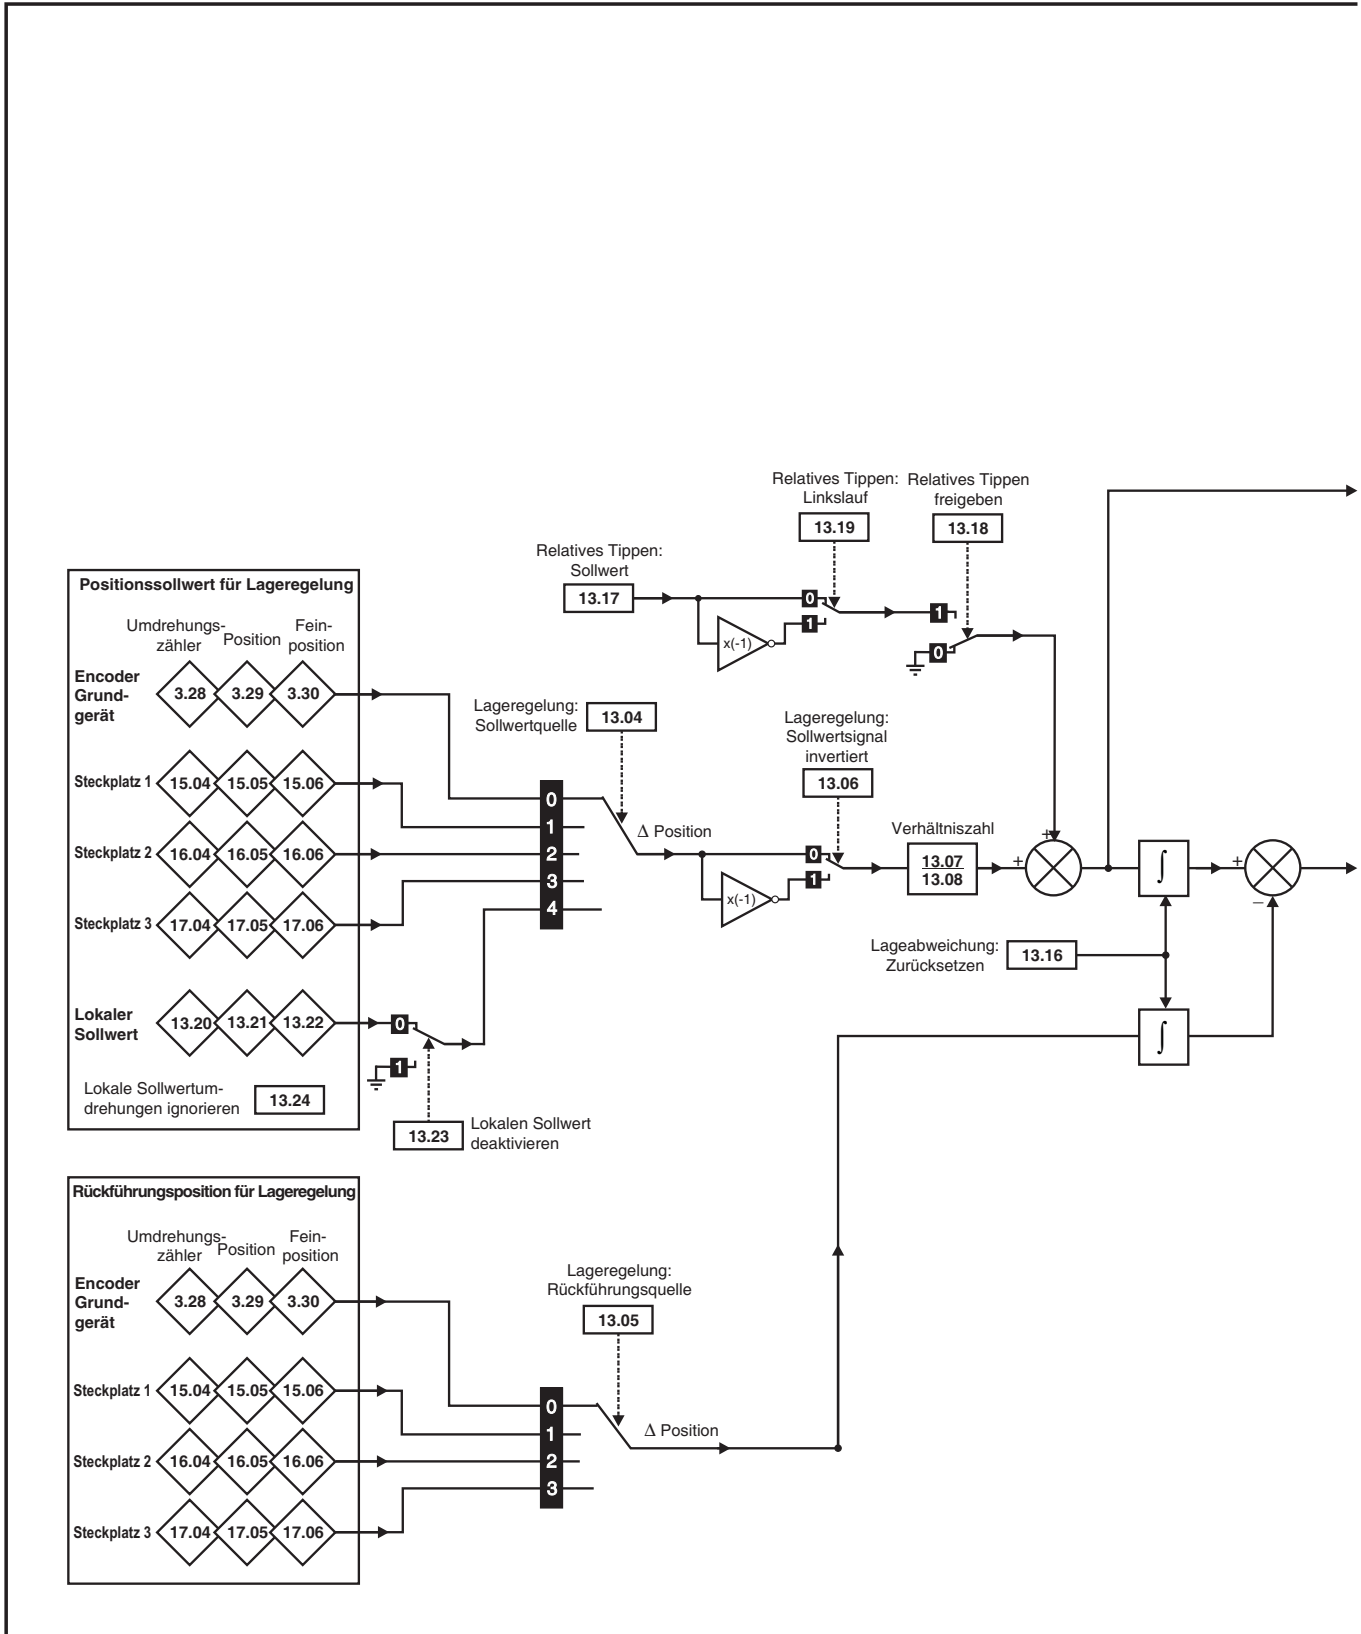 Relatives Tippen:
Linkslauf
13.19
Relatives Tippen
freigeben
13.18
Relatives Tippen:
Sollwert
13.17
0
1
x(-1)
1
0
Positionssollwert für Lageregelung
Umdrehungs-
zähler
Position
Fein-
position
Encoder
Grund-
gerät
3.28 3.29 3.30
Steckplatz 1 15.04 15.05 15.06
Steckplatz 2 16.04 16.05 16.06
Steckplatz 3 17.04 17.05 17.06
Lokaler
Sollwert
13.20 13.21 13.22
Lokale Sollwertum-
drehungen ignorieren
13.24
0
1
13.23
Lokalen Sollwert
deaktivieren
Lageregelung:
Sollwertquelle
13.04
0
1
2
3
4
Δ Position
Lageregelung:
Sollwertsignal
invertiert
13.06
0
1
x(-1)
Verhältniszahl
13.07
13.08
+
+
∫
+
−
Lageabweichung:
Zurücksetzen
13.16
∫
Rückführungsposition für Lageregelung
Umdrehungs-
zähler
Position
Fein-
position
Encoder
Grund-
gerät
3.28 3.29 3.30
Steckplatz 1 15.04 15.05 15.06
Steckplatz 2 16.04 16.05 16.06
Steckplatz 3 17.04 17.05 17.06
Lageregelung:
Rückführungsquelle
13.05
0
1
2
3
Δ Position